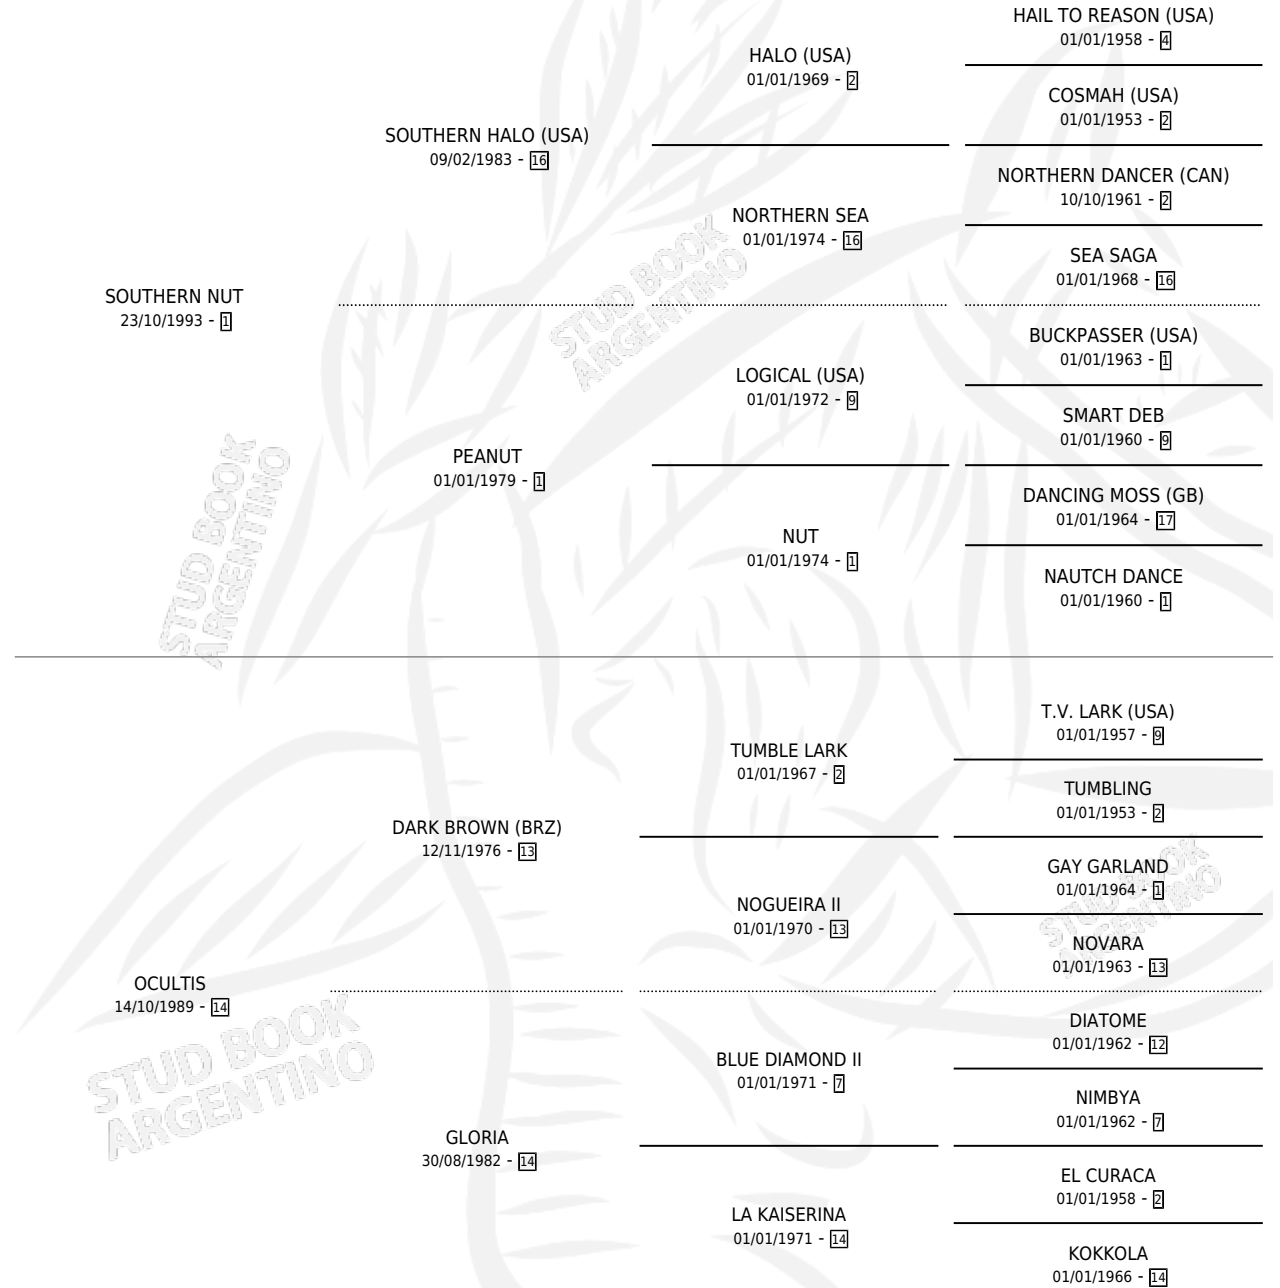 HAIL TO REASON (USA)
01/01/1958 - 4
HALO (USA)
01/01/1969 - 2
COSMAH (USA)
01/01/1953 - 2
SOUTHERN HALO (USA)
09/02/1983 - 16
NORTHERN DANCER (CAN)
10/10/1961 - 2
NORTHERN SEA
01/01/1974 - 16
SEA SAGA
01/01/1968 - 16
SOUTHERN NUT
23/10/1993 - 1
BUCKPASSER (USA)
01/01/1963 - 1
LOGICAL (USA)
01/01/1972 - 9
SMART DEB
01/01/1960 - 9
PEANUT
01/01/1979 - 1
DANCING MOSS (GB)
01/01/1964 - 17
NUT
01/01/1974 - 1
NAUTCH DANCE
01/01/1960 - 1
STUD BOOK
ARGENTINO
STUD BOOK
ARGENTINO
T.V. LARK (USA)
01/01/1957 - 9
TUMBLE LARK
01/01/1967 - 2
TUMBLING
01/01/1953 - 2
DARK BROWN (BRZ)
12/11/1976 - 13
GAY GARLAND
01/01/1964 - 1
NOGUEIRA II
01/01/1970 - 13
NOVARA
01/01/1963 - 13
STUD BOOK
ARGENTINO
OCULTIS
14/10/1989 - 14
DIATOME
01/01/1962 - 12
BLUE DIAMOND II
01/01/1971 - 7
NIMBYA
01/01/1962 - 7
STUD BOOK
ARGENTINO
GLORIA
30/08/1982 - 14
EL CURACA
01/01/1958 - 2
LA KAISERINA
01/01/1971 - 14
KOKKOLA
01/01/1966 - 14